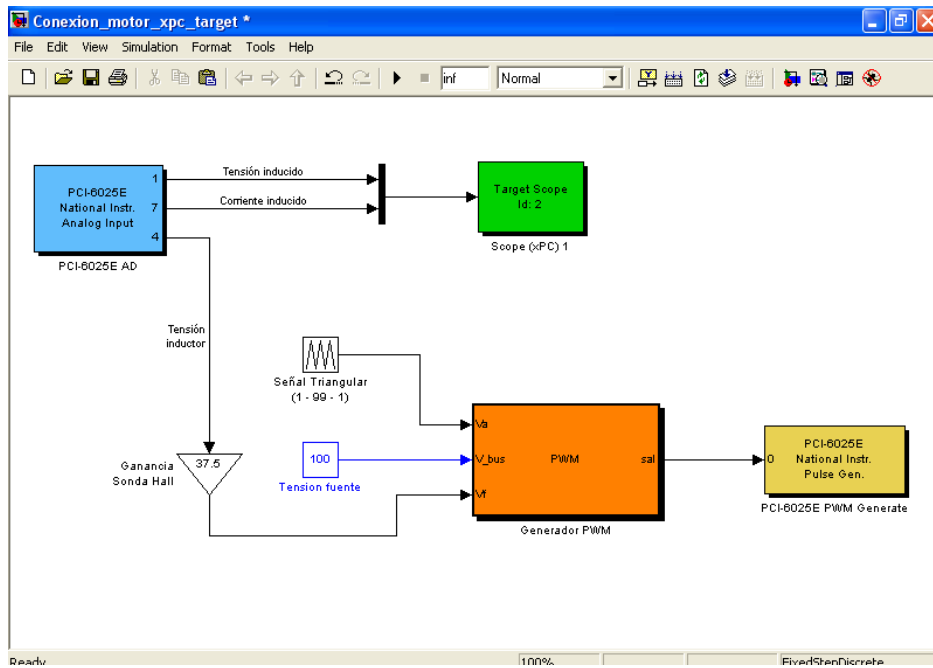 Conexion_motor_xpc_target *
File Edit View Simulation Format Tools Help
inf Normal
PCI-6025E
National Instr.
Analog Input
1
7
4
PCI-6025E AD
Tensión inducido
Corriente inducido
Target Scope
Id: 2
Scope (xPC) 1
Tensión
inductor
Señal Triangular
(1 - 99 - 1)
Ganancia
Sonda Hall
37.5
100
Tension fuente
Va
V_bus
Vf
PWM
sal
Generador PWM
0
PCI-6025E
National Instr.
Pulse Gen.
PCI-6025E PWM Generate
Ready 100% FixedStepDiscrete